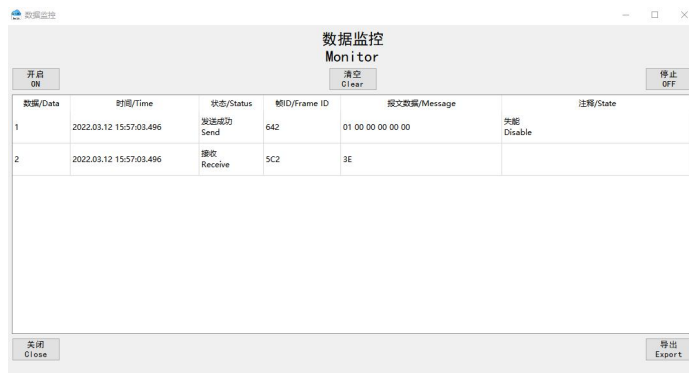 数据监控
数据监控
Monitor
开启
ON
清空
Clear
停止
OFF
数据/Data 时间/Time 状态/Status 帧ID/Frame ID 报文数据/Message 注释/State
1 2022.03.12 15:57:03.496 发送成功 Send 642 01 00 00 00 00 00 失能 Disable
2 2022.03.12 15:57:03.496 接收 Receive 5C2 3E
关闭
Close
导出
Export